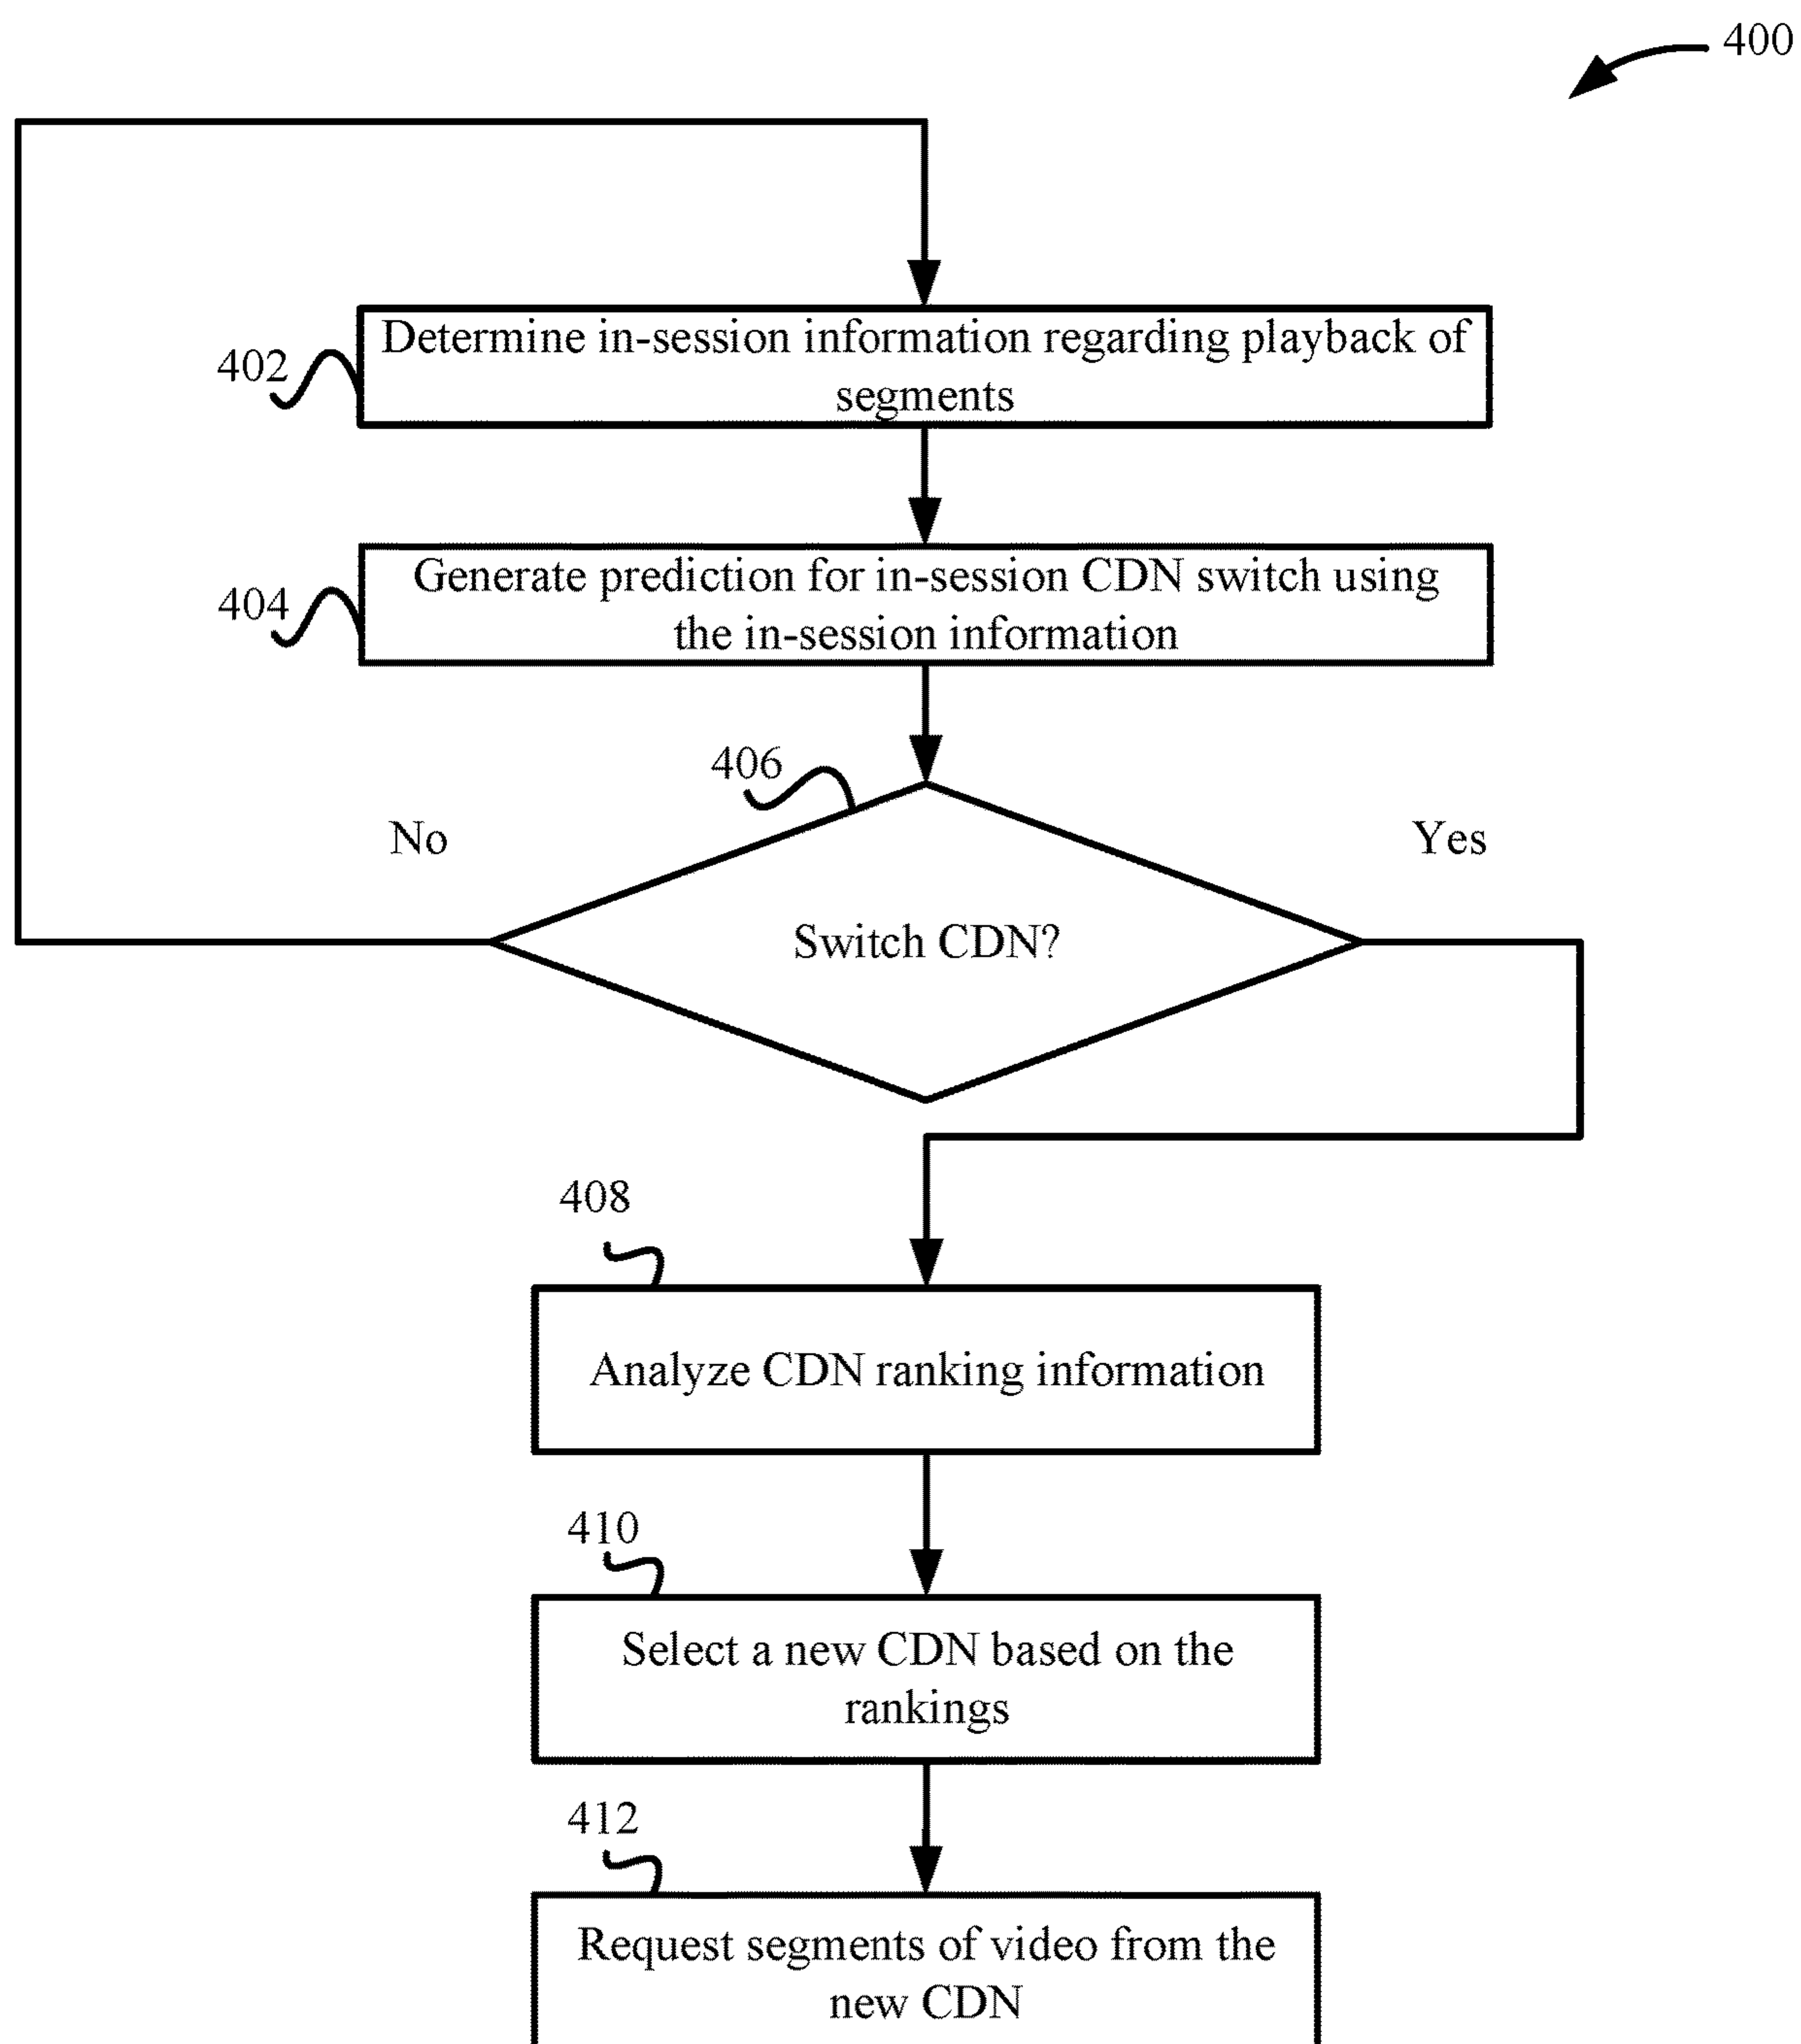 400
402
Determine in-session information regarding playback of
segments
404
Generate prediction for in-session CDN switch using
the in-session information
406
No
Yes
Switch CDN?
408
Analyze CDN ranking information
410
Select a new CDN based on the
rankings
412
Request segments of video from the
new CDN